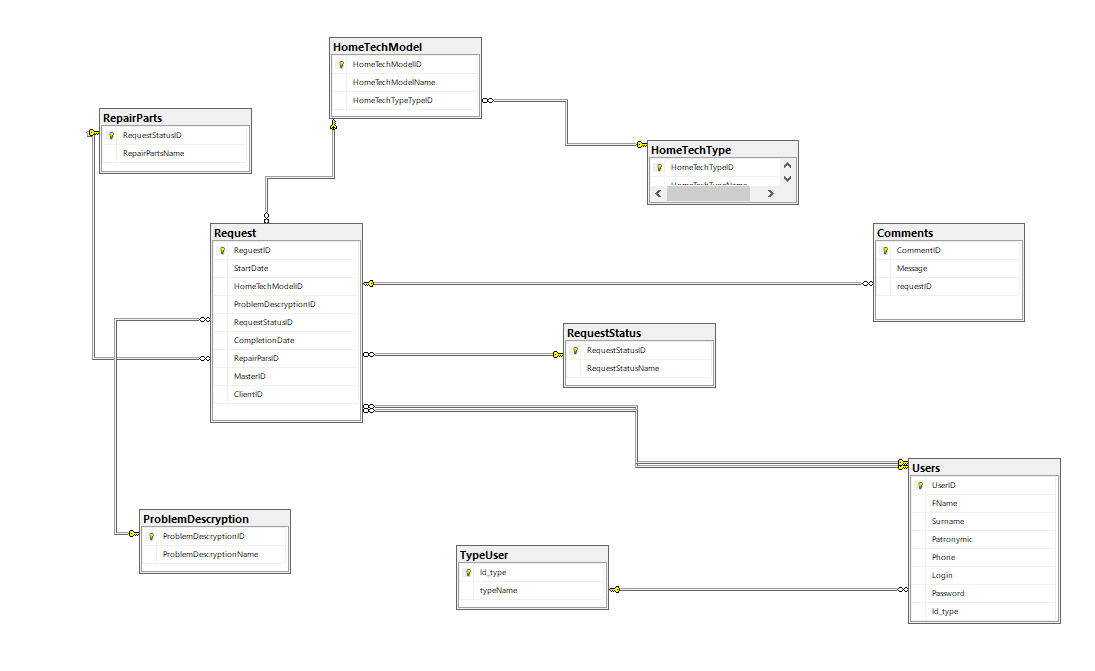 HomeTechModel
HomeTechModelID
HomeTechModelName
HomeTechTypeTypeID
RepairParts
RequestStatusID
RepairPartsName
HomeTechType
HomeTechTypeID
HomeTechTypeName
Request
RequestID
StartDate
HomeTechModelID
ProblemDescryptionID
RequestStatusID
CompletionDate
RepairParsID
MasterID
ClientID
Comments
CommentID
Message
requestID
RequestStatus
RequestStatusID
RequestStatusName
Users
UserID
FName
Surname
Patronymic
Phone
Login
Password
Id_type
ProblemDescryption
ProblemDescryptionID
ProblemDescryptionName
TypeUser
Id_type
typeName